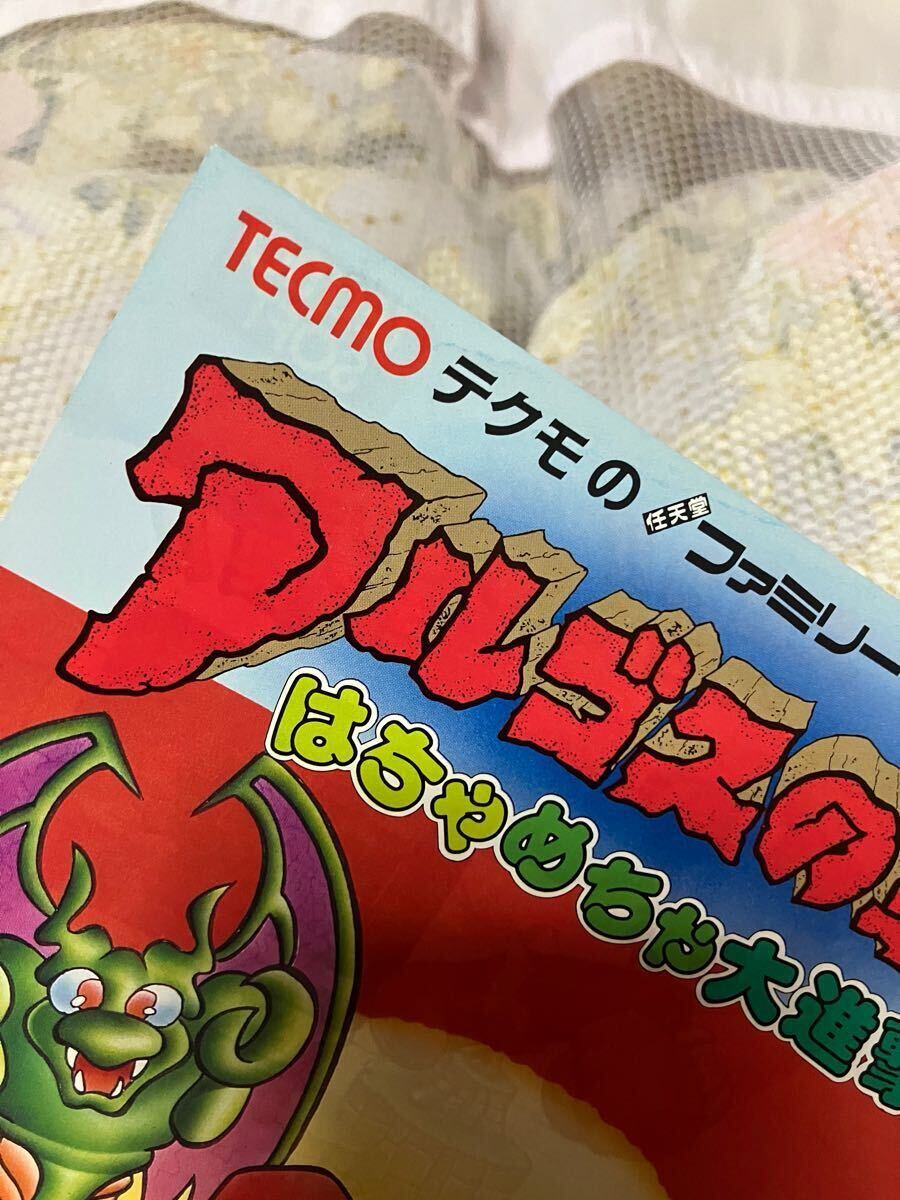 TECMO
テクモの
任天堂
ファミリー
アルゴスの
はちゃめちゃ大進撃